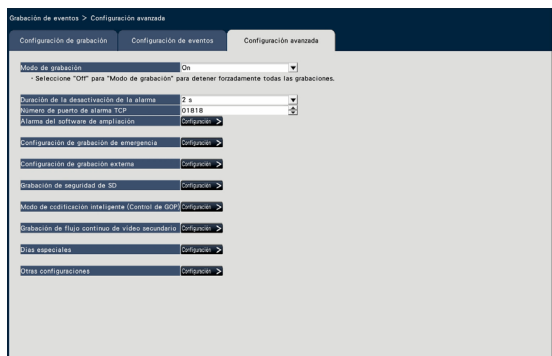 Grabación de eventos > Configuración avanzada
Configuración de grabación
Configuración de eventos
Configuración avanzada
Modo de grabación On
· Seleccione "Off" para "Modo de grabación" para detener forzadamente todas las grabaciones.
Duración de la desactivación de la alarma 2 s
Número de puerto de alarma TCP 01818
Alarma del software de ampliación Configuración >
Configuración de grabación de emergencia Configuración >
Configuración de grabación externa Configuración >
Grabación de seguridad de SD Configuración >
Modo de codificación inteligente (Control de GOP) Configuración >
Grabación de flujo continuo de vídeo secundario Configuración >
Días especiales Configuración >
Otras configuraciones Configuración >